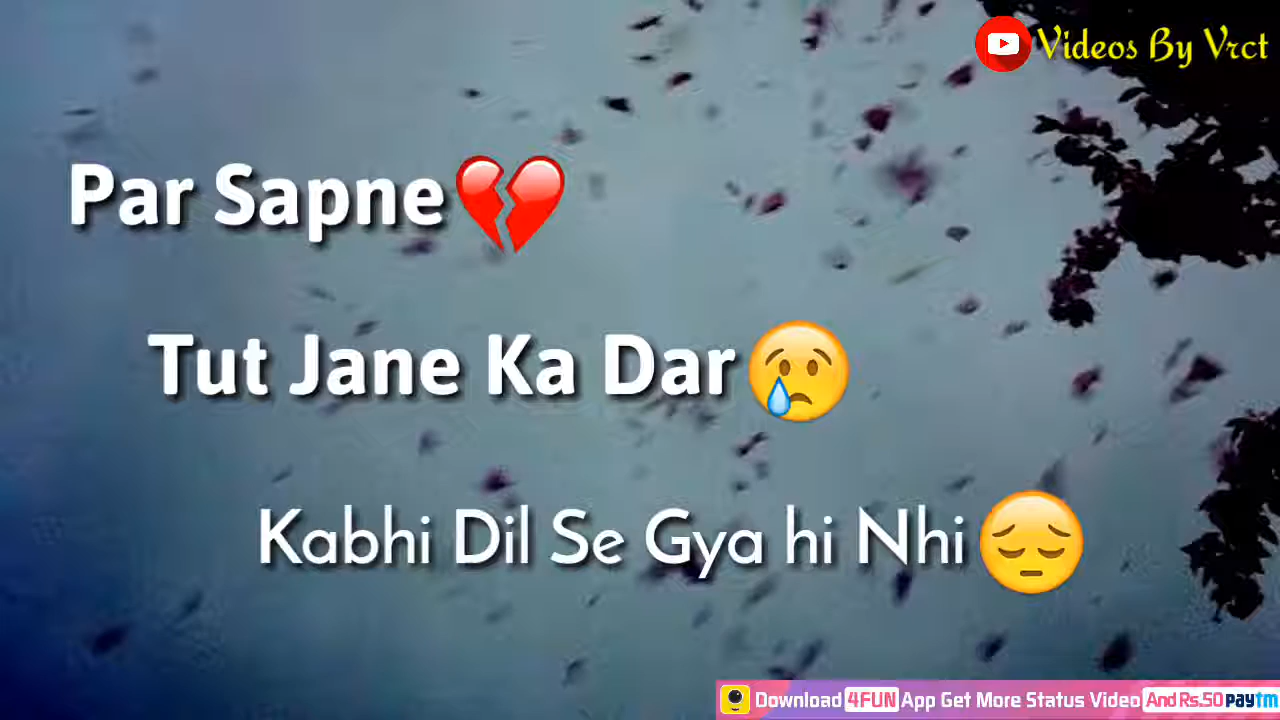 Videos By Vrct
Par Sapne💔
Tut Jane Ka Dar😢
Kabhi Dil Se Gya hi Nhi😔
Download 4FUN App Get More Status Video And Rs.50 paytm